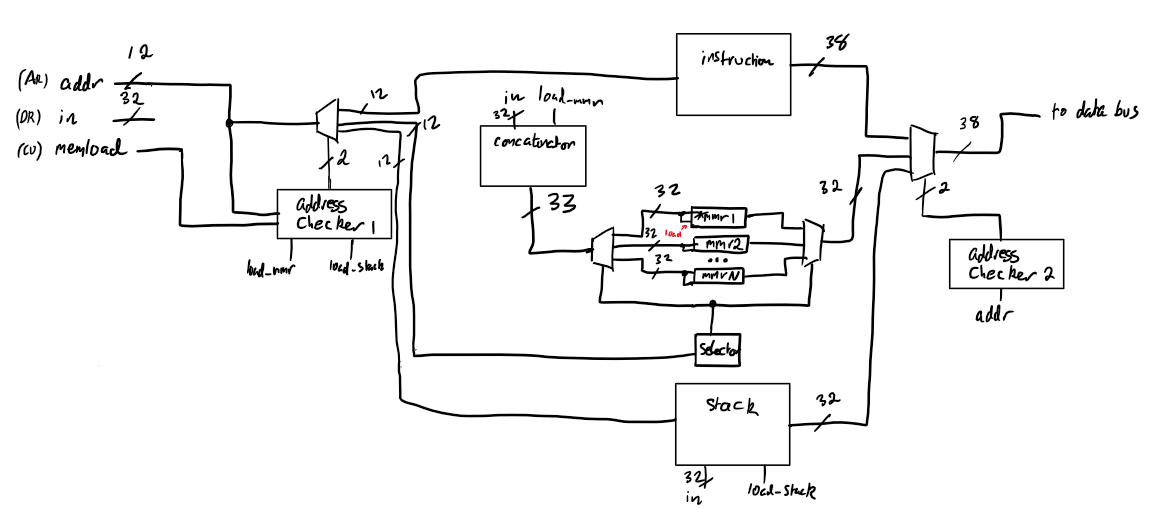 12
(AR) addr
32
(DR) in
(CU) memload
12
12
12
2
address
Checker 1
load_mmr
load_stack
instruction
38
in load_mmr
32
concatinator
33
32
mmr1
load
32
mmr2
...
32
mmrN
selector
32
38
to data bus
2
address
Checker 2
addr
Stack
32
32
in
load_stack